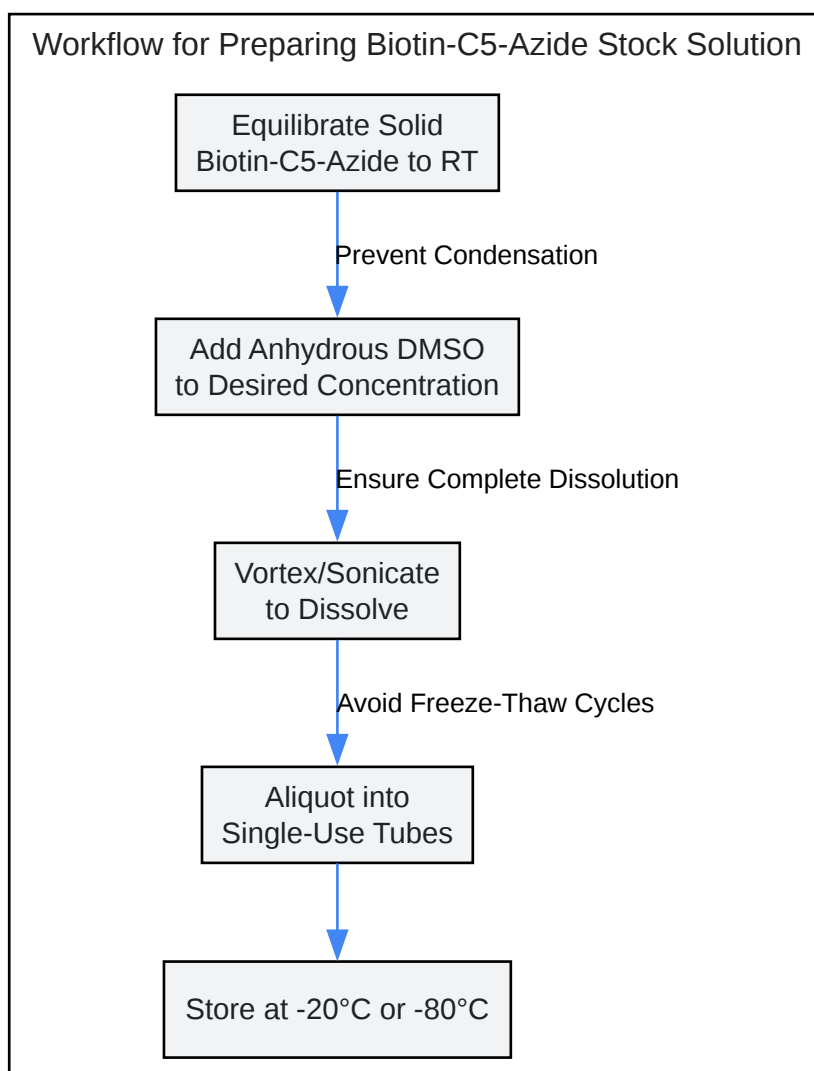 Workflow for Preparing Biotin-C5-Azide Stock Solution
Equilibrate Solid
Biotin-C5-Azide to RT
Prevent Condensation
Add Anhydrous DMSO
to Desired Concentration
Ensure Complete Dissolution
Vortex/Sonicate
to Dissolve
Avoid Freeze-Thaw Cycles
Aliquot into
Single-Use Tubes
Store at -20°C or -80°C